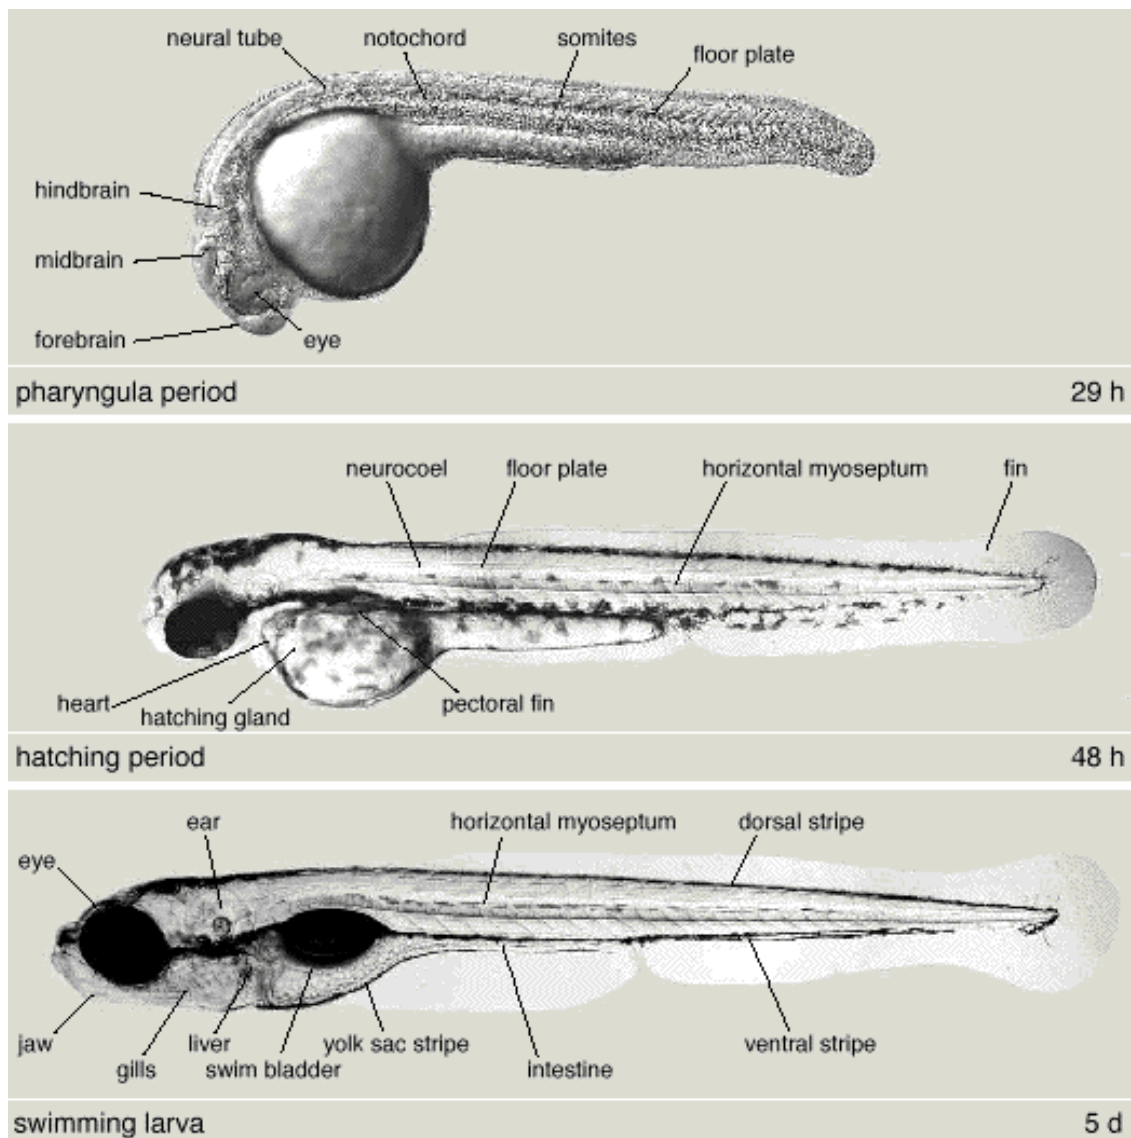 neural tube
notochord
somites
floor plate
hindbrain
midbrain
forebrain
eye
pharyngula period 29 h
neurocoel
floor plate
horizontal myoseptum
fin
heart
hatching gland
pectoral fin
hatching period 48 h
ear
horizontal myoseptum
dorsal stripe
eye
jaw
gills
liver
swim bladder
yolk sac stripe
intestine
ventral stripe
swimming larva 5 d